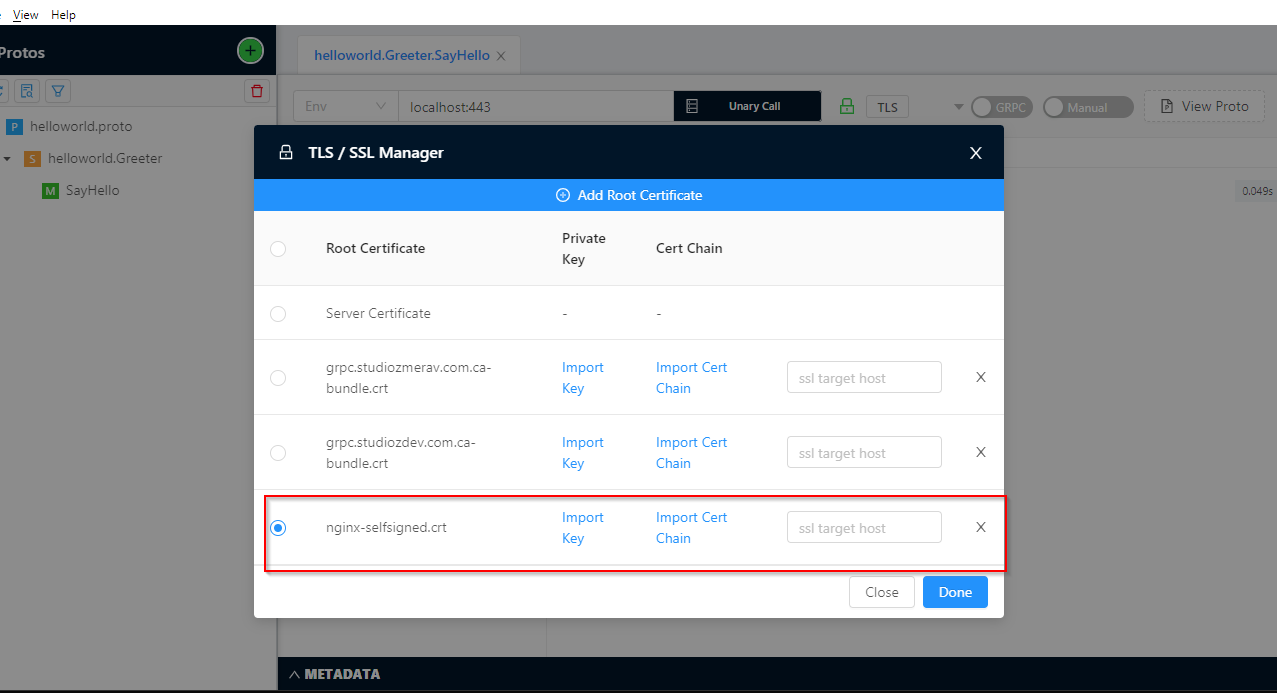 View Help
Protos
helloworld.Greeter.SayHello
Env
localhost:443
Unary Call
TLS
GRPC
Manual
View Proto
P helloworld.proto
S helloworld.Greeter
M SayHello
0.049s
TLS / SSL Manager
X
Add Root Certificate
Root Certificate
Private
Key
Cert Chain
Server Certificate - -
grpc.studiozmerav.com.ca-
bundle.crt
Import
Key
Import Cert
Chain
ssl target host
X
grpc.studiozdev.com.ca-
bundle.crt
Import
Key
Import Cert
Chain
ssl target host
X
nginx-selfsigned.crt
Import
Key
Import Cert
Chain
ssl target host
X
Close
Done
METADATA